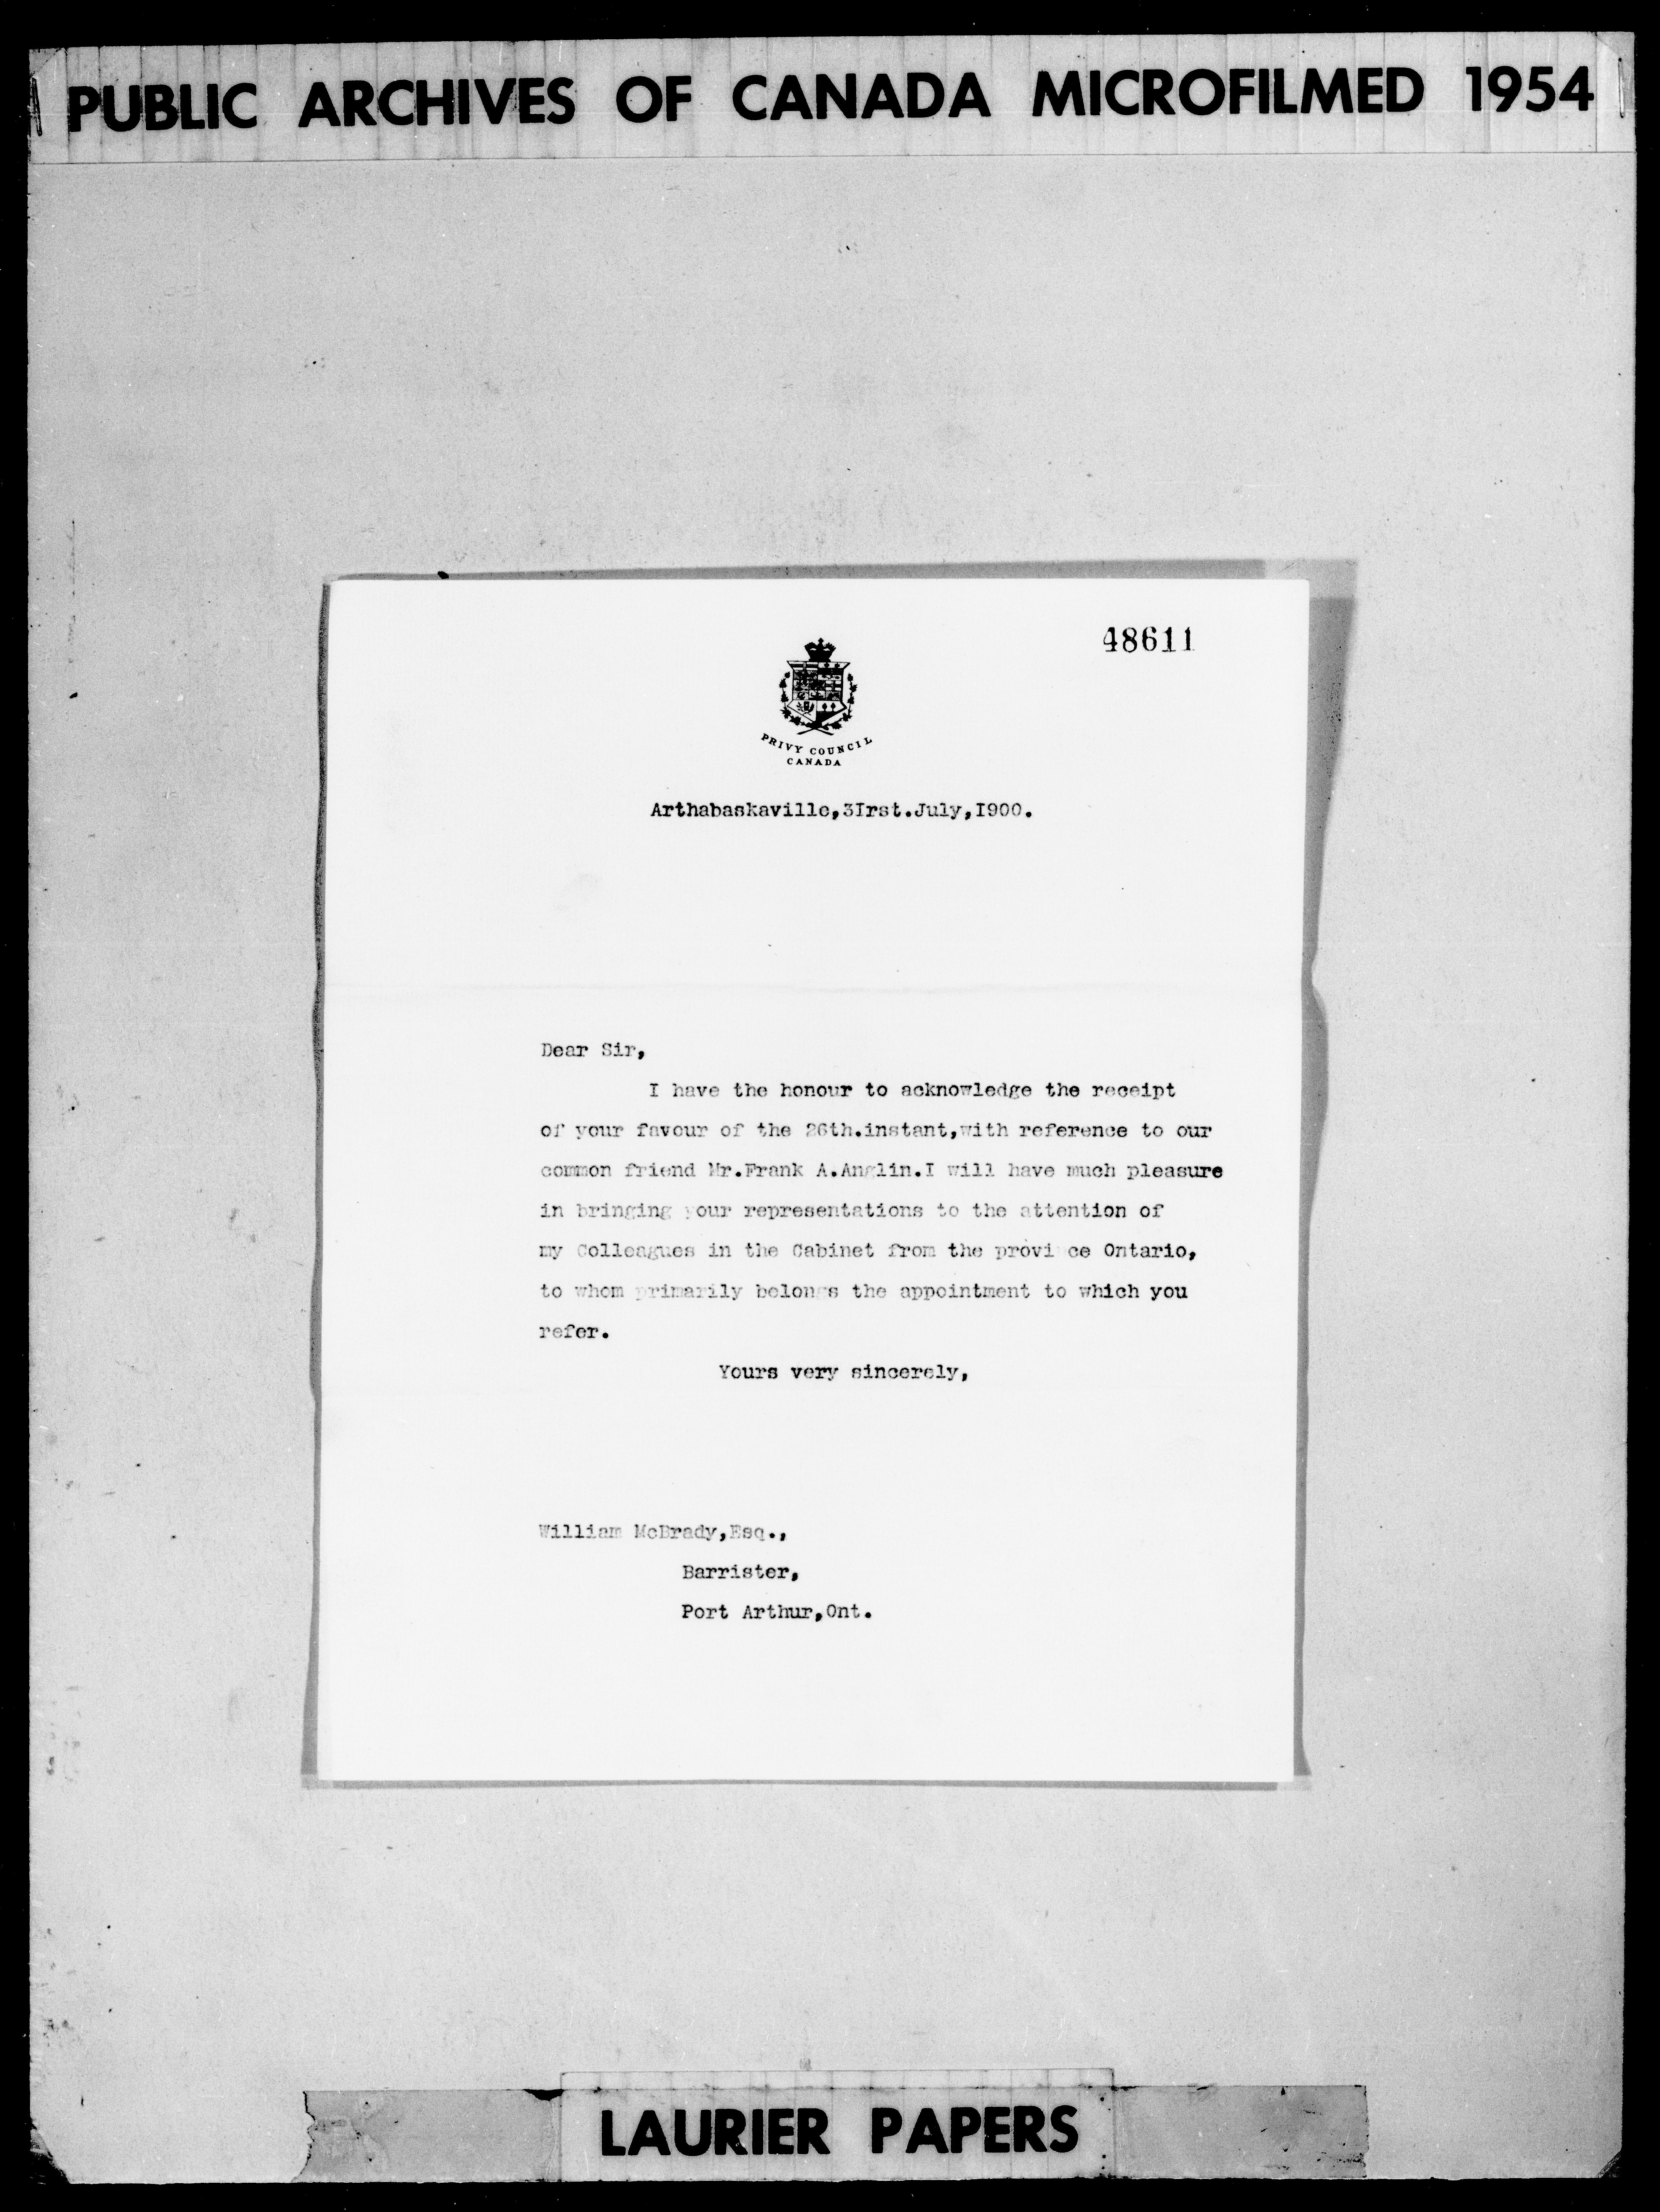 PUBLIC ARCHIVES OF CANADA MICROFILMED 1954
48611
PRIVY COUNCIL
CANADA
Arthabaskaville,3Irst.July,I900.
Dear Sir,
I have the honour to acknowledge the receipt
of your favour of the 26th.instant,with reference to our
common friend Mr.Frank A.Anglin.I will have much pleasure
in bringing your representations to the attention of
my Colleagues in the Cabinet from the provi ce Ontario,
to whom primarily belongs the appointment to which you
refer.
Yours very sincerely,
William McBrady,Esq.,
Barrister,
Port Arthur,Ont.
LAURIER PAPERS